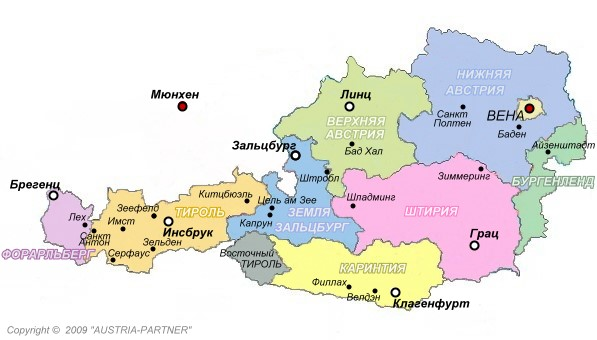 НИЖНЯЯ
АВСТРИЯ
Мюнхен
Линц
Санкт
Полтен
ВЕНА
Баден
ВЕРХНЯЯ
АВСТРИЯ
Айзенштадт
Зальцбург
Бад Хал
Штробл
Зиммеринг
БУРГЕНЛЕНД
Брегенц
Китцбюэль
Цель ам Зее
Шладминг
Зеефелд
ТИРОЛЬ
ЗЕМЛЯ
ЗАЛЬЦБУРГ
ШТИРИЯ
Лех
Имст
Инсбрук
Капрун
Санкт
Антон
Зельден
Грац
ФОРАРЛЬБЕРГ
Серфаус
Восточный
ТИРОЛЬ
КАРИНТИЯ
Филлах
Велдэн
Клагенфурт
Copyright © 2009 "AUSTRIA-PARTNER"